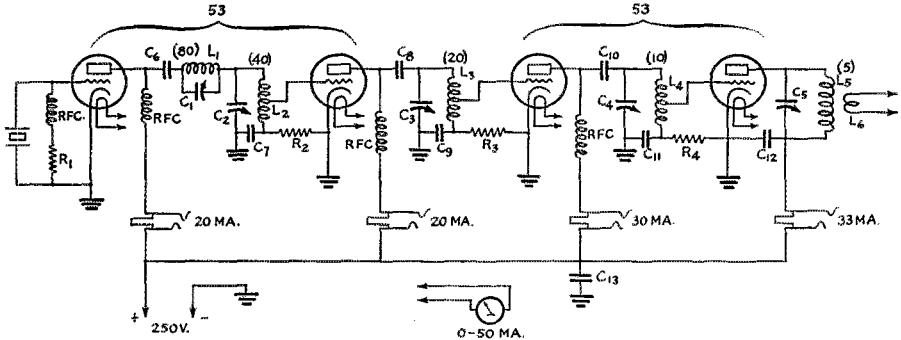 53
53
C6
(80)
L1
C1
(40)
C2
L2
C7
R2
RFC.
R1
RFC
C8
(20)
L3
C3
C9
R3
RFC
C10
(10)
L4
C4
C11
R4
RFC
C12
C5
(5)
L5
L6
20 MA.
20 MA.
30 MA.
33 MA.
C13
+ 250V. -
0-50 MA.